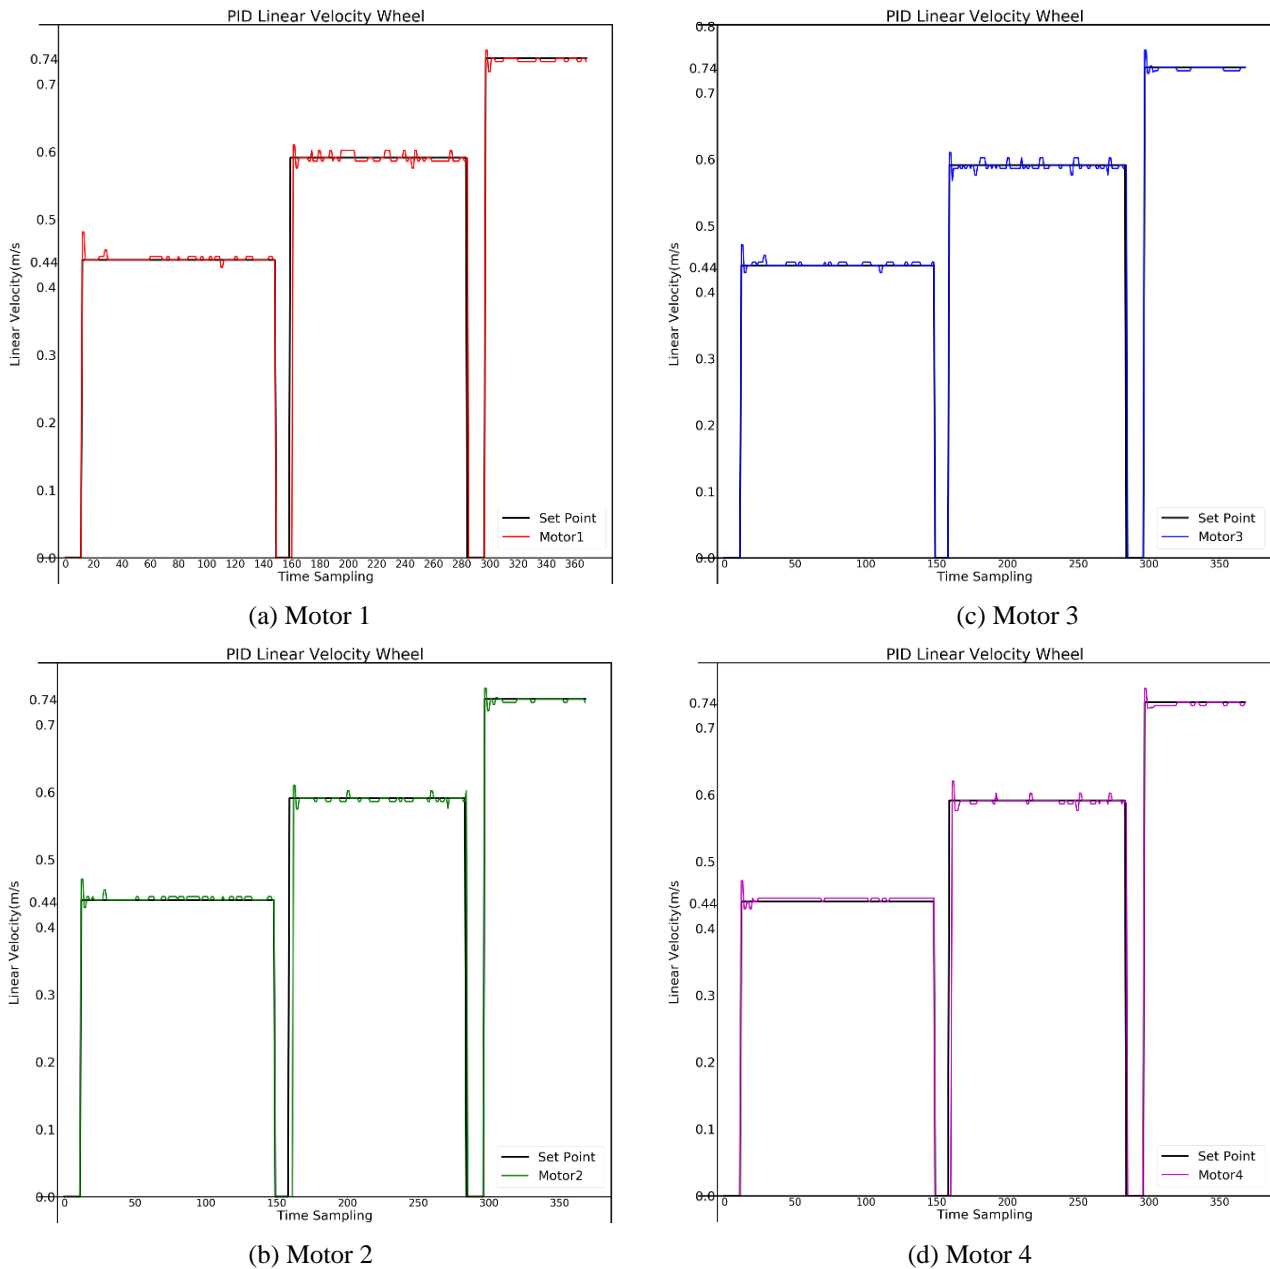 PID Linear Velocity Wheel
0.74
0.7
0.6
0.5
0.44
0.4
0.3
0.2
0.1
0.0
Linear Velocity(m/s
0 20 40 60 80 100 120 140 160 180 200 220 240 260 280 300 320 340 360
Time Sampling
Set Point
Motor1
(a) Motor 1
PID Linear Velocity Wheel
0.8
0.74
0.7
0.6
0.5
0.44
0.4
0.3
0.2
0.1
0.0
Linear Velocity(m/s
0 50 100 150 200 250 300 350
Time Sampling
Set Point
Motor3
(c) Motor 3
PID Linear Velocity Wheel
0.74
0.7
0.6
0.5
0.44
0.4
0.3
0.2
0.1
0.0
Linear Velocity(m/s
0 50 100 150 200 250 300 350
Time Sampling
Set Point
Motor2
(b) Motor 2
PID Linear Velocity Wheel
0.74
0.7
0.6
0.5
0.44
0.4
0.3
0.2
0.1
0.0
Linear Velocity(m/s
0 50 100 150 200 250 300 350
Time Sampling
Set Point
Motor4
(d) Motor 4